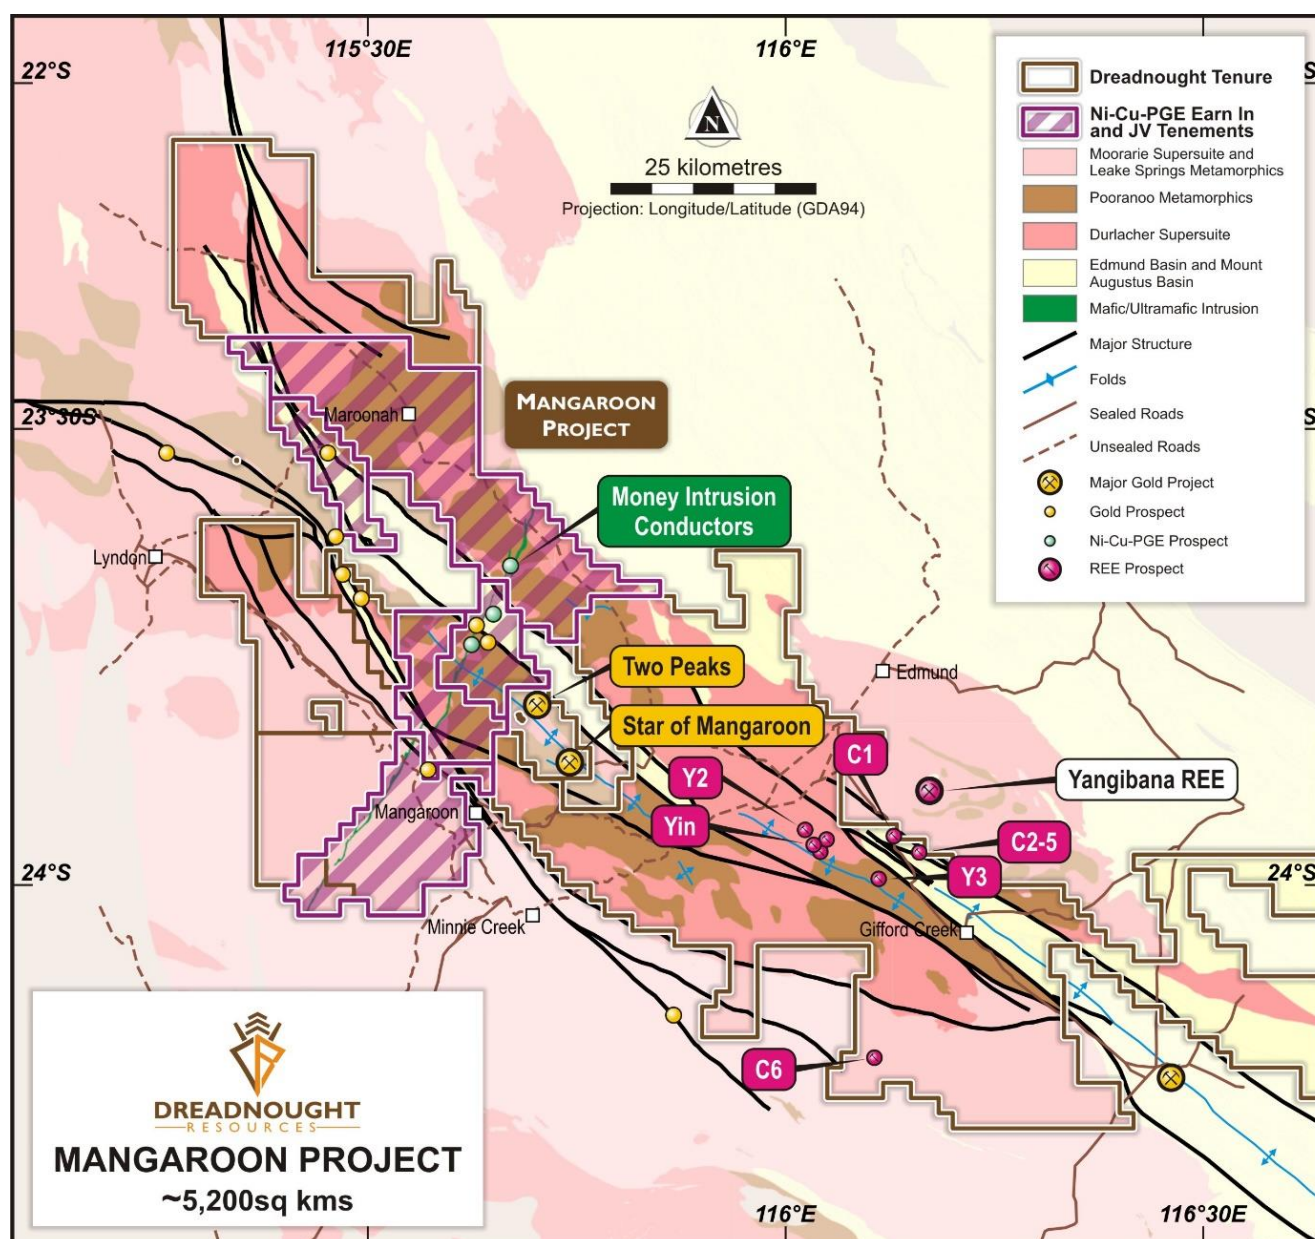 115°30E
116°E
22°S
S
N
25 kilometres
Projection: Longitude/Latitude (GDA94)
Dreadnought Tenure
Ni-Cu-PGE Earn In
and JV Tenements
Moorarie Supersuite and
Leake Springs Metamorphics
Pooranoo Metamorphics
Durlacher Supersuite
Edmund Basin and Mount
Augustus Basin
Mafic/Ultramafic Intrusion
Major Structure
Folds
Sealed Roads
Unsealed Roads
Major Gold Project
Gold Prospect
Ni-Cu-PGE Prospect
REE Prospect
23°30S
S
Maroonah
MANGAROON
PROJECT
Money Intrusion
Conductors
Lyndon
Two Peaks
Edmund
Star of Mangaroon
C1
Y2
Yangibana REE
Mangaroon
Yin
C2-5
Y3
24°S
24°S
Minnie Creek
Gifford Creek
C6
DREADNOUGHT
RESOURCES
MANGAROON PROJECT
~5,200sq kms
116°E
116°30E